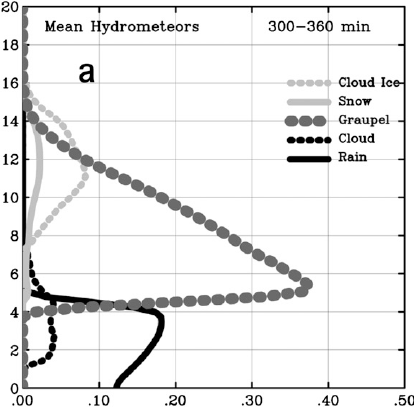 20
Mean Hydrometeors 300-360 min
18
a
16
Cloud Ice
Snow
14
Graupel
Cloud
Rain
12
10
8
6
4
2
0
.00 .10 .20 .30 .40 .50